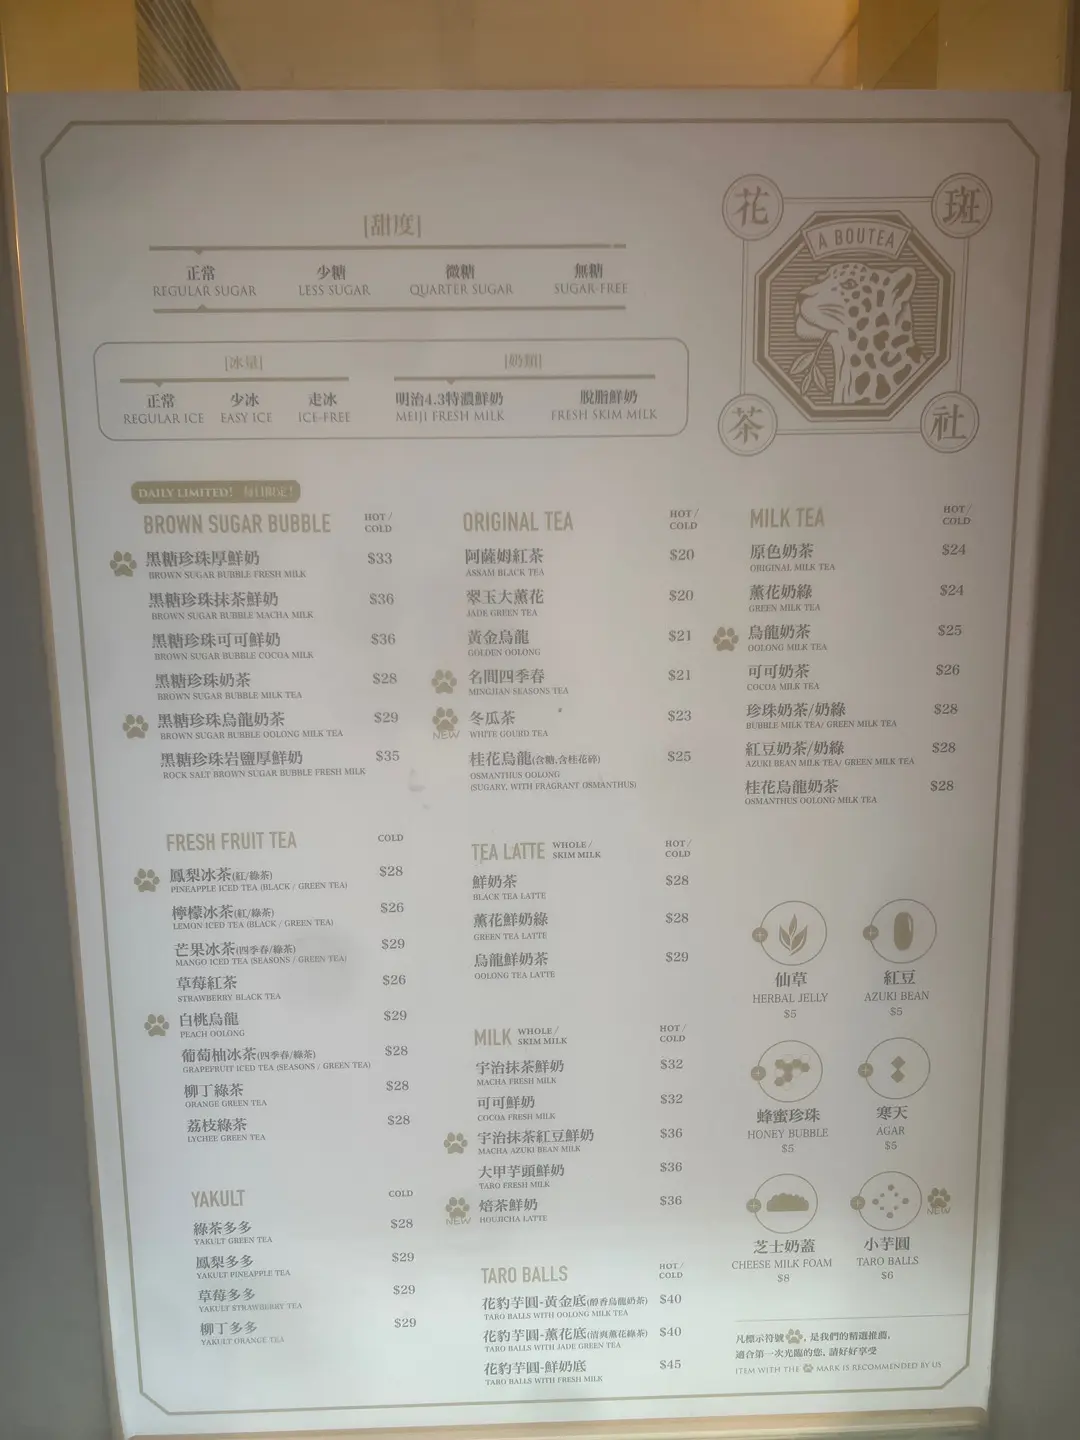 [甜度]
正常 少糖 微糖 無糖
REGULAR SUGAR LESS SUGAR QUARTER SUGAR SUGAR-FREE
[冰量] [奶類]
正常 少冰 走冰 明治4.3特濃鮮奶 脫脂鮮奶
REGULAR ICE EASY ICE ICE-FREE MEIJI FRESH MILK FRESH SKIM MILK
花 斑
A BOUTEA
茶 社
DAILY LIMITED! 每日限定!
BROWN SUGAR BUBBLE HOT / COLD
黑糖珍珠厚鮮奶 $33
BROWN SUGAR BUBBLE FRESH MILK
黑糖珍珠抹茶鮮奶 $36
BROWN SUGAR BUBBLE MACHA MILK
黑糖珍珠可可鮮奶 $36
BROWN SUGAR BUBBLE COCOA MILK
黑糖珍珠奶茶 $28
BROWN SUGAR BUBBLE MILK TEA
黑糖珍珠烏龍奶茶 $29
BROWN SUGAR BUBBLE OOLONG MILK TEA
黑糖珍珠岩鹽厚鮮奶 $35
ROCK SALT BROWN SUGAR BUBBLE FRESH MILK
FRESH FRUIT TEA COLD
鳳梨冰茶(紅/綠茶) $28
PINEAPPLE ICED TEA (BLACK / GREEN TEA)
檸檬冰茶(紅/綠茶) $26
LEMON ICED TEA (BLACK / GREEN TEA)
芒果冰茶(四季春/綠茶) $29
MANGO ICED TEA (SEASONS / GREEN TEA)
草莓紅茶 $26
STRAWBERRY BLACK TEA
白桃烏龍 $29
PEACH OOLONG
葡萄柚冰茶(四季春/綠茶) $28
GRAPEFRUIT ICED TEA (SEASONS / GREEN TEA)
柳丁綠茶 $28
ORANGE GREEN TEA
荔枝綠茶 $28
LYCHEE GREEN TEA
YAKULT COLD
綠茶多多 $28
YAKULT GREEN TEA
鳳梨多多 $29
YAKULT PINEAPPLE TEA
草莓多多 $29
YAKULT STRAWBERRY TEA
柳丁多多 $29
YAKULT ORANGE TEA
ORIGINAL TEA HOT / COLD
阿薩姆紅茶 $20
ASSAM BLACK TEA
翠玉大薰花 $20
JADE GREEN TEA
黃金烏龍 $21
GOLDEN OOLONG
名間四季春 $21
MINGJIAN SEASONS TEA
冬瓜茶 $23
NEW WHITE GOURD TEA
桂花烏龍(含糖,含桂花碎) $25
OSMANTHUS OOLONG
(SUGARY, WITH FRAGRANT OSMANTHUS)
TEA LATTE WHOLE / SKIM MILK HOT / COLD
鮮奶茶 $28
BLACK TEA LATTE
薰花鮮奶綠 $28
GREEN TEA LATTE
烏龍鮮奶茶 $29
OOLONG TEA LATTE
MILK WHOLE / SKIM MILK HOT / COLD
宇治抹茶鮮奶 $32
MACHA FRESH MILK
可可鮮奶 $32
COCOA FRESH MILK
宇治抹茶紅豆鮮奶 $36
MACHA AZUKI BEAN MILK
大甲芋頭鮮奶 $36
TARO FRESH MILK
焙茶鮮奶 $36
NEW HOUJICHA LATTE
TARO BALLS HOT / COLD
花豹芋圓-黃金底(醇香烏龍奶茶) $40
TARO BALLS WITH OOLONG MILK TEA
花豹芋圓-薰花底(清爽薰花綠茶) $40
TARO BALLS WITH JADE GREEN TEA
花豹芋圓-鮮奶底 $45
TARO BALLS WITH FRESH MILK
MILK TEA HOT / COLD
原色奶茶 $24
ORIGINAL MILK TEA
薰花奶綠 $24
GREEN MILK TEA
烏龍奶茶 $25
OOLONG MILK TEA
可可奶茶 $26
COCOA MILK TEA
珍珠奶茶/奶綠 $28
BUBBLE MILK TEA/ GREEN MILK TEA
紅豆奶茶/奶綠 $28
AZUKI BEAN MILK TEA/ GREEN MILK TEA
桂花烏龍奶茶 $28
OSMANTHUS OOLONG MILK TEA
仙草 紅豆
HERBAL JELLY AZUKI BEAN
$5 $5
蜂蜜珍珠 寒天
HONEY BUBBLE AGAR
$5 $5
NEW
芝士奶蓋 小芋圓
CHEESE MILK FOAM TARO BALLS
$8 $6
凡標示符號, 是我們的精選推薦,
適合第一次光臨的您, 請好好享受
ITEM WITH THE MARK IS RECOMMENDED BY US